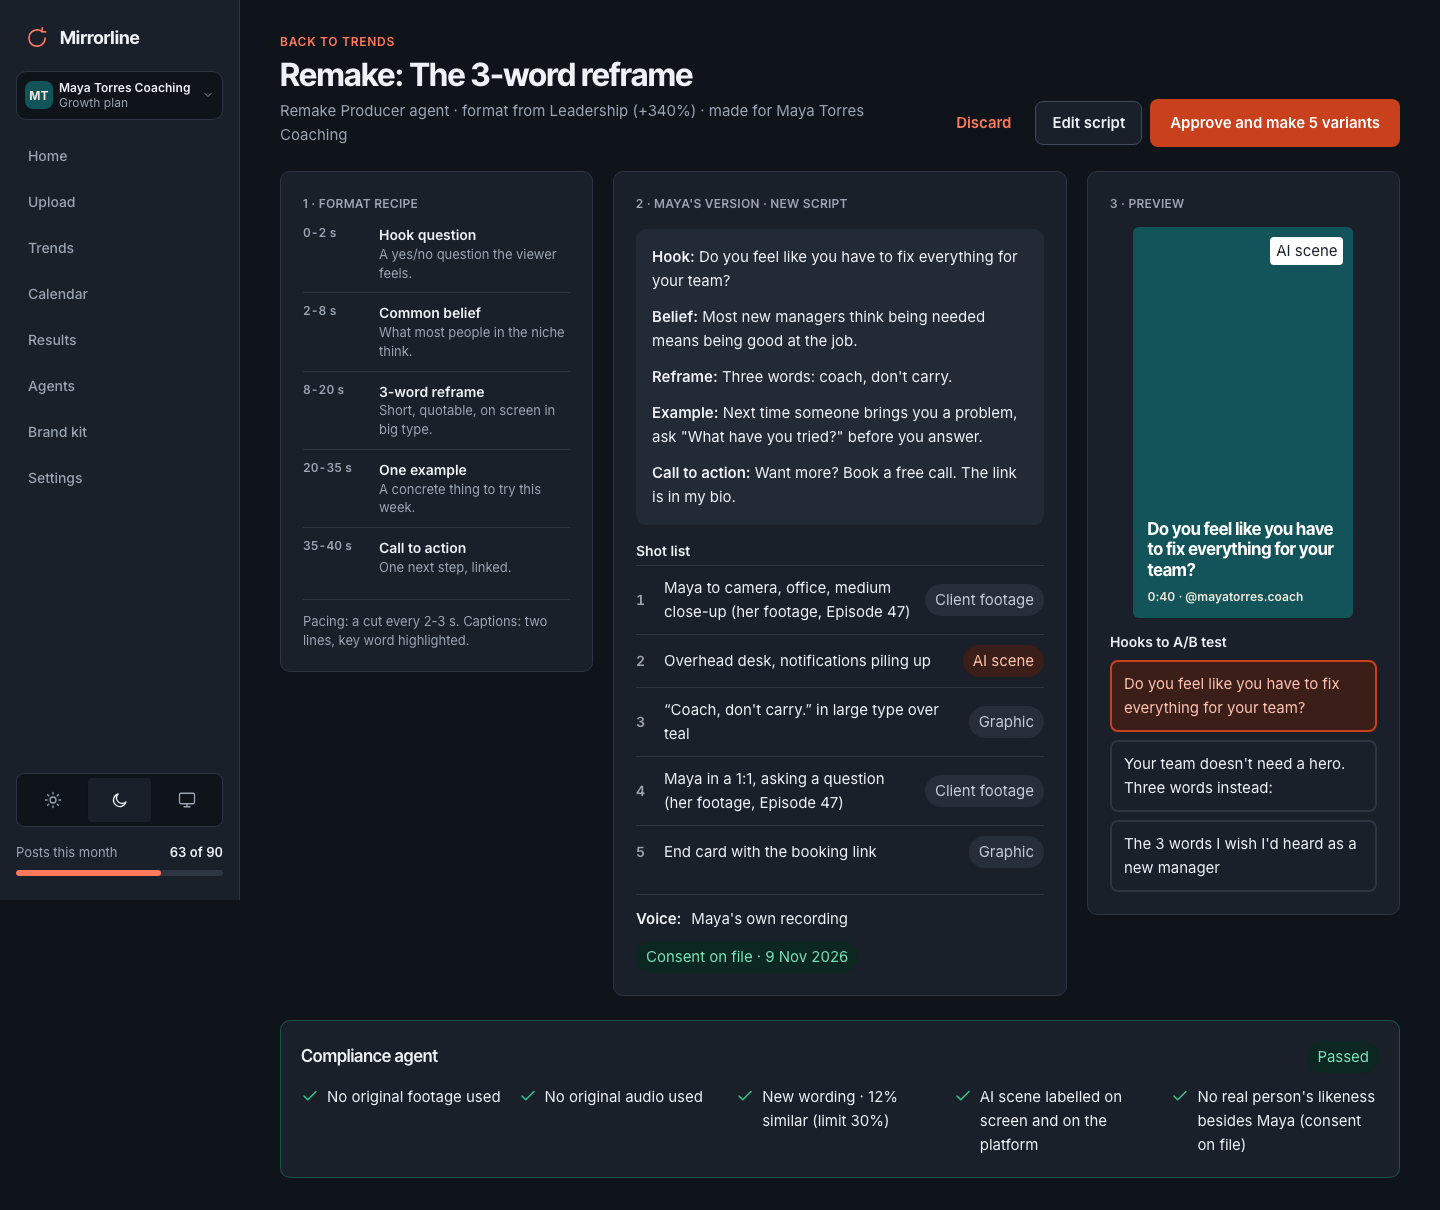 Mirrorline
MT
Maya Torres Coaching
Growth plan
Home
Upload
Trends
Calendar
Results
Agents
Brand kit
Settings
Posts this month
63 of 90
BACK TO TRENDS
Remake: The 3-word reframe
Remake Producer agent · format from Leadership (+340%) · made for Maya Torres
Coaching
Discard
Edit script
Approve and make 5 variants
1 · FORMAT RECIPE
0-2 s
Hook question
A yes/no question the viewer
feels.
2-8 s
Common belief
What most people in the niche
think.
8-20 s
3-word reframe
Short, quotable, on screen in
big type.
20-35 s
One example
A concrete thing to try this
week.
35-40 s
Call to action
One next step, linked.
Pacing: a cut every 2-3 s. Captions: two
lines, key word highlighted.
2 · MAYA'S VERSION · NEW SCRIPT
Hook: Do you feel like you have to fix everything for
your team?
Belief: Most new managers think being needed
means being good at the job.
Reframe: Three words: coach, don't carry.
Example: Next time someone brings you a problem,
ask "What have you tried?" before you answer.
Call to action: Want more? Book a free call. The link
is in my bio.
Shot list
1
Maya to camera, office, medium
close-up (her footage, Episode 47)
Client footage
2
Overhead desk, notifications piling up
AI scene
3
“Coach, don't carry.” in large type over
teal
Graphic
4
Maya in a 1:1, asking a question
(her footage, Episode 47)
Client footage
5
End card with the booking link
Graphic
Voice: Maya's own recording
Consent on file · 9 Nov 2026
3 · PREVIEW
AI scene
Do you feel like you have
to fix everything for your
team?
0:40 · @mayatorres.coach
Hooks to A/B test
Do you feel like you have to fix
everything for your team?
Your team doesn't need a hero.
Three words instead:
The 3 words I wish I'd heard as a
new manager
Compliance agent
Passed
No original footage used
No original audio used
New wording · 12%
similar (limit 30%)
AI scene labelled on
screen and on the
platform
No real person's likeness
besides Maya (consent
on file)